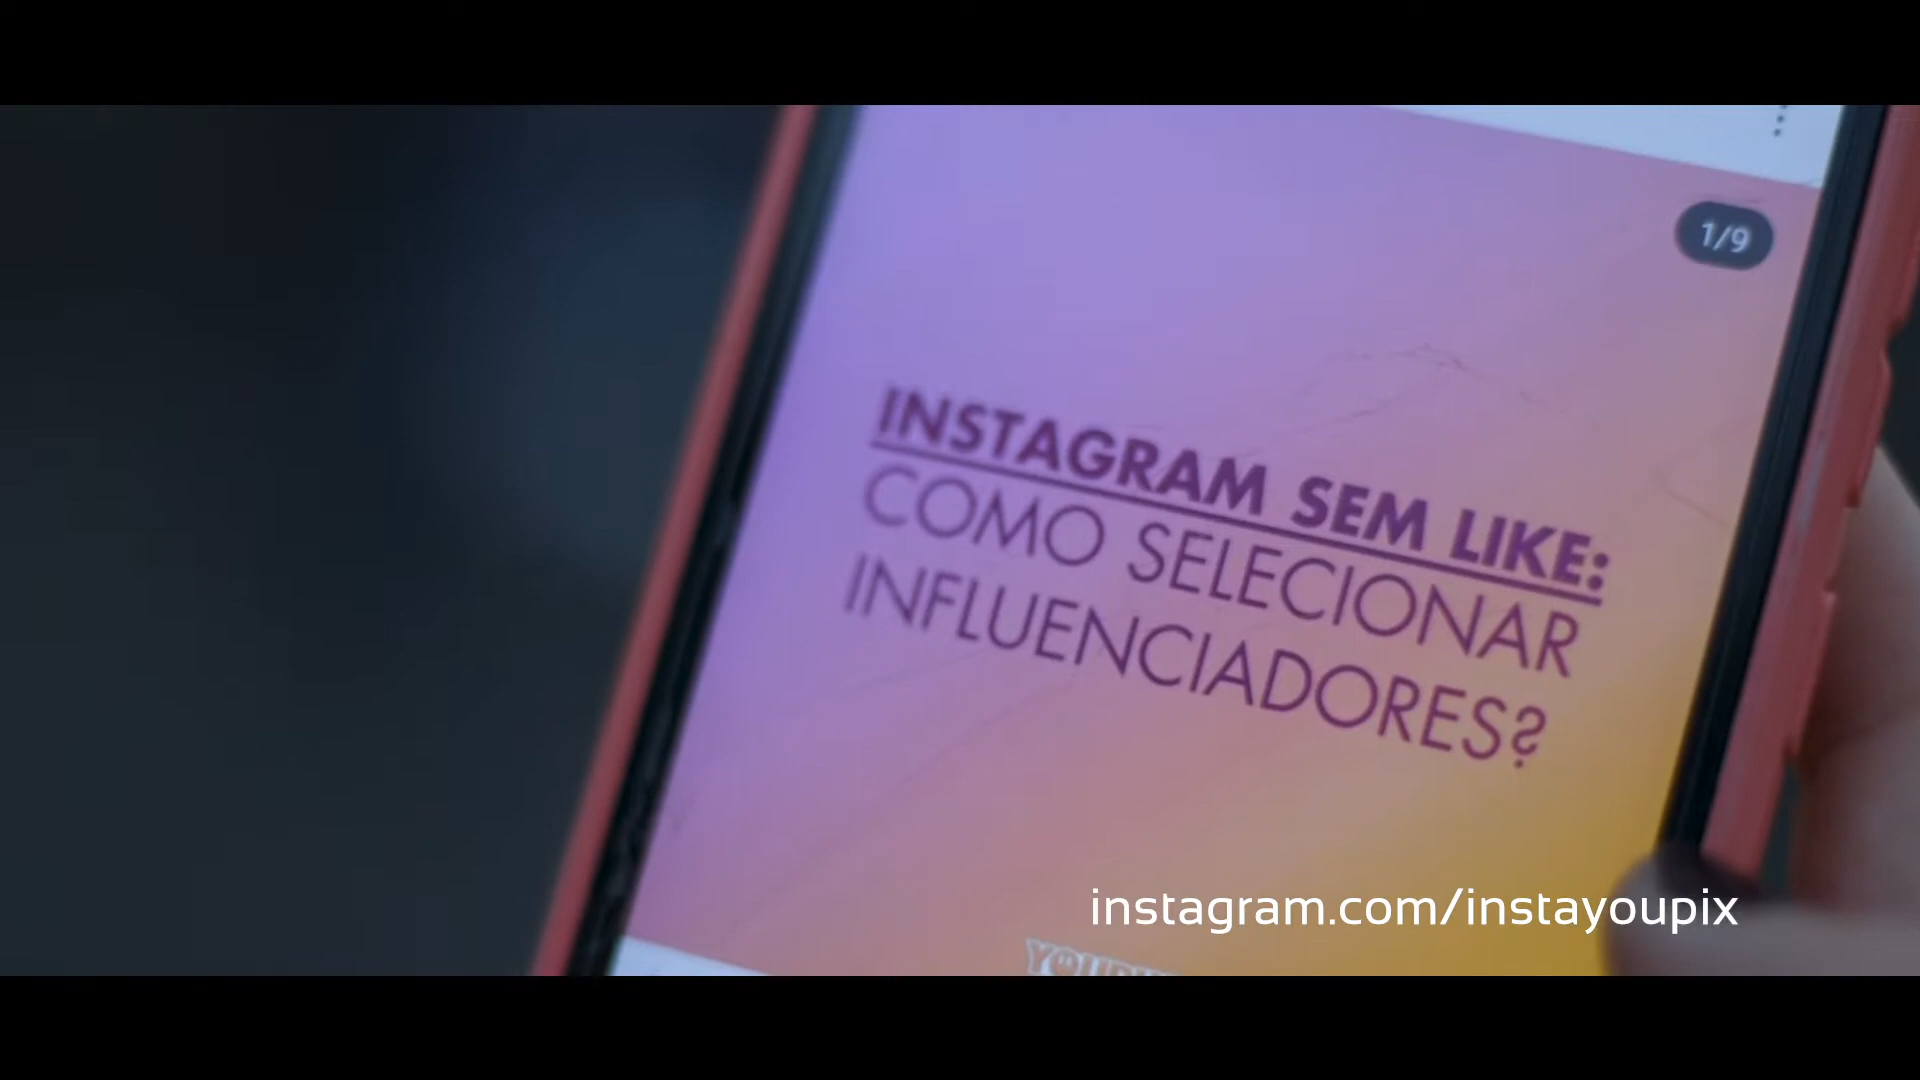 1/9
INSTAGRAM SEM LIKE:
COMO SELECIONAR
INFLUENCIADORES?
instagram.com/instayoupix